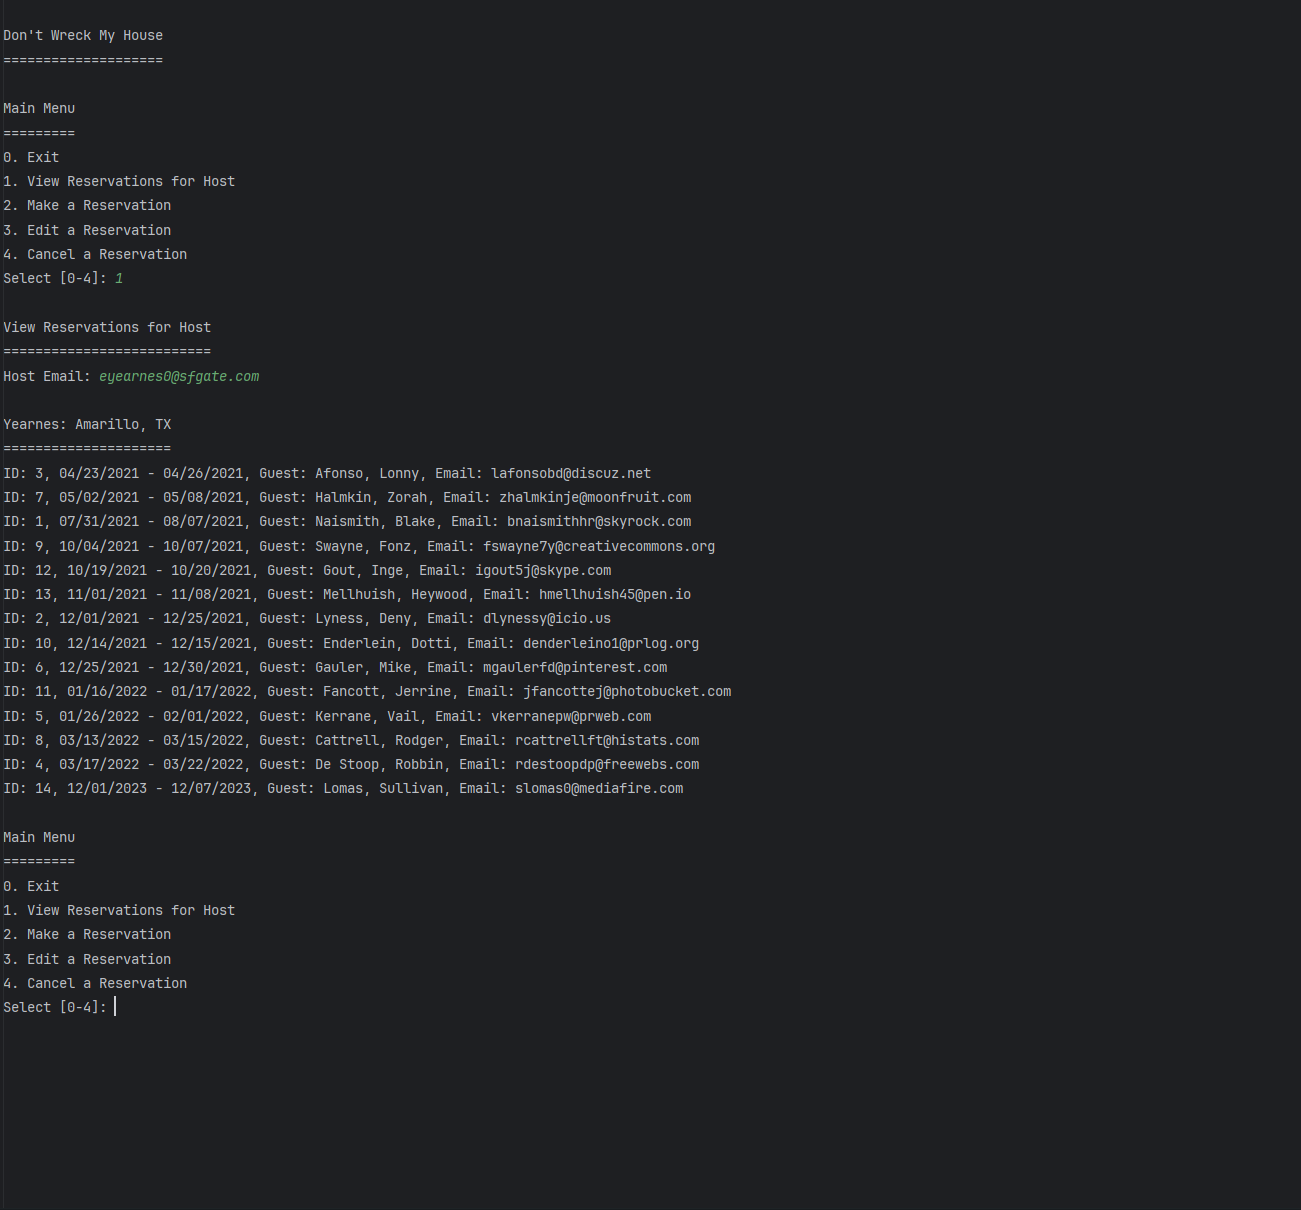 Don't Wreck My House
====================
Main Menu
=========
0. Exit
1. View Reservations for Host
2. Make a Reservation
3. Edit a Reservation
4. Cancel a Reservation
Select [0-4]: 1
View Reservations for Host
==========================
Host Email: eyearnes0@sfgate.com
Yearnes: Amarillo, TX
=====================
ID: 3, 04/23/2021 - 04/26/2021, Guest: Afonso, Lonny, Email: lafonsobd@discuz.net
ID: 7, 05/02/2021 - 05/08/2021, Guest: Halmkin, Zorah, Email: zhalmkinje@moonfruit.com
ID: 1, 07/31/2021 - 08/07/2021, Guest: Naismith, Blake, Email: bnaismithhr@skyrock.com
ID: 9, 10/04/2021 - 10/07/2021, Guest: Swayne, Fonz, Email: fswayne7y@creativecommons.org
ID: 12, 10/19/2021 - 10/20/2021, Guest: Gout, Inge, Email: igout5j@skype.com
ID: 13, 11/01/2021 - 11/08/2021, Guest: Mellhuish, Heywood, Email: hmellhuish45@pen.io
ID: 2, 12/01/2021 - 12/25/2021, Guest: Lyness, Deny, Email: dlynessy@icio.us
ID: 10, 12/14/2021 - 12/15/2021, Guest: Enderlein, Dotti, Email: denderleino1@prlog.org
ID: 6, 12/25/2021 - 12/30/2021, Guest: Gauler, Mike, Email: mgaulerfd@pinterest.com
ID: 11, 01/16/2022 - 01/17/2022, Guest: Fancott, Jerrine, Email: jfancottej@photobucket.com
ID: 5, 01/26/2022 - 02/01/2022, Guest: Kerrane, Vail, Email: vkerranepw@prweb.com
ID: 8, 03/13/2022 - 03/15/2022, Guest: Cattrell, Rodger, Email: rcattrellft@histats.com
ID: 4, 03/17/2022 - 03/22/2022, Guest: De Stoop, Robbin, Email: rdestoopdp@freewebs.com
ID: 14, 12/01/2023 - 12/07/2023, Guest: Lomas, Sullivan, Email: slomas0@mediafire.com
Main Menu
=========
0. Exit
1. View Reservations for Host
2. Make a Reservation
3. Edit a Reservation
4. Cancel a Reservation
Select [0-4]: